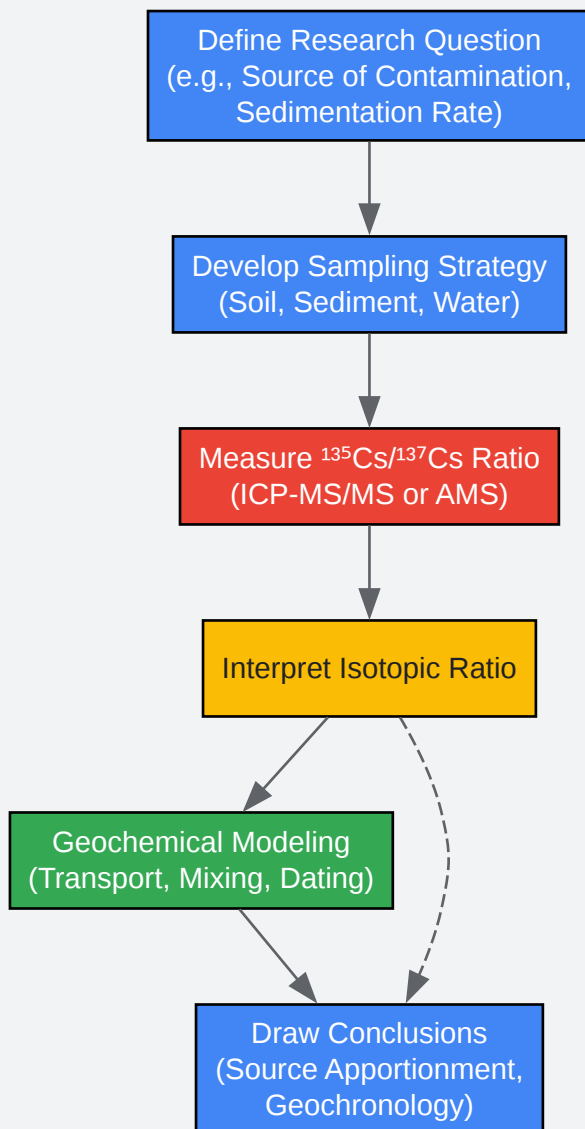 Define Research Question
(e.g., Source of Contamination,
Sedimentation Rate)
Develop Sampling Strategy
(Soil, Sediment, Water)
Measure ¹³⁵Cs/¹³⁷Cs Ratio
(ICP-MS/MS or AMS)
Interpret Isotopic Ratio
Geochemical Modeling
(Transport, Mixing, Dating)
Draw Conclusions
(Source Apportionment,
Geochronology)